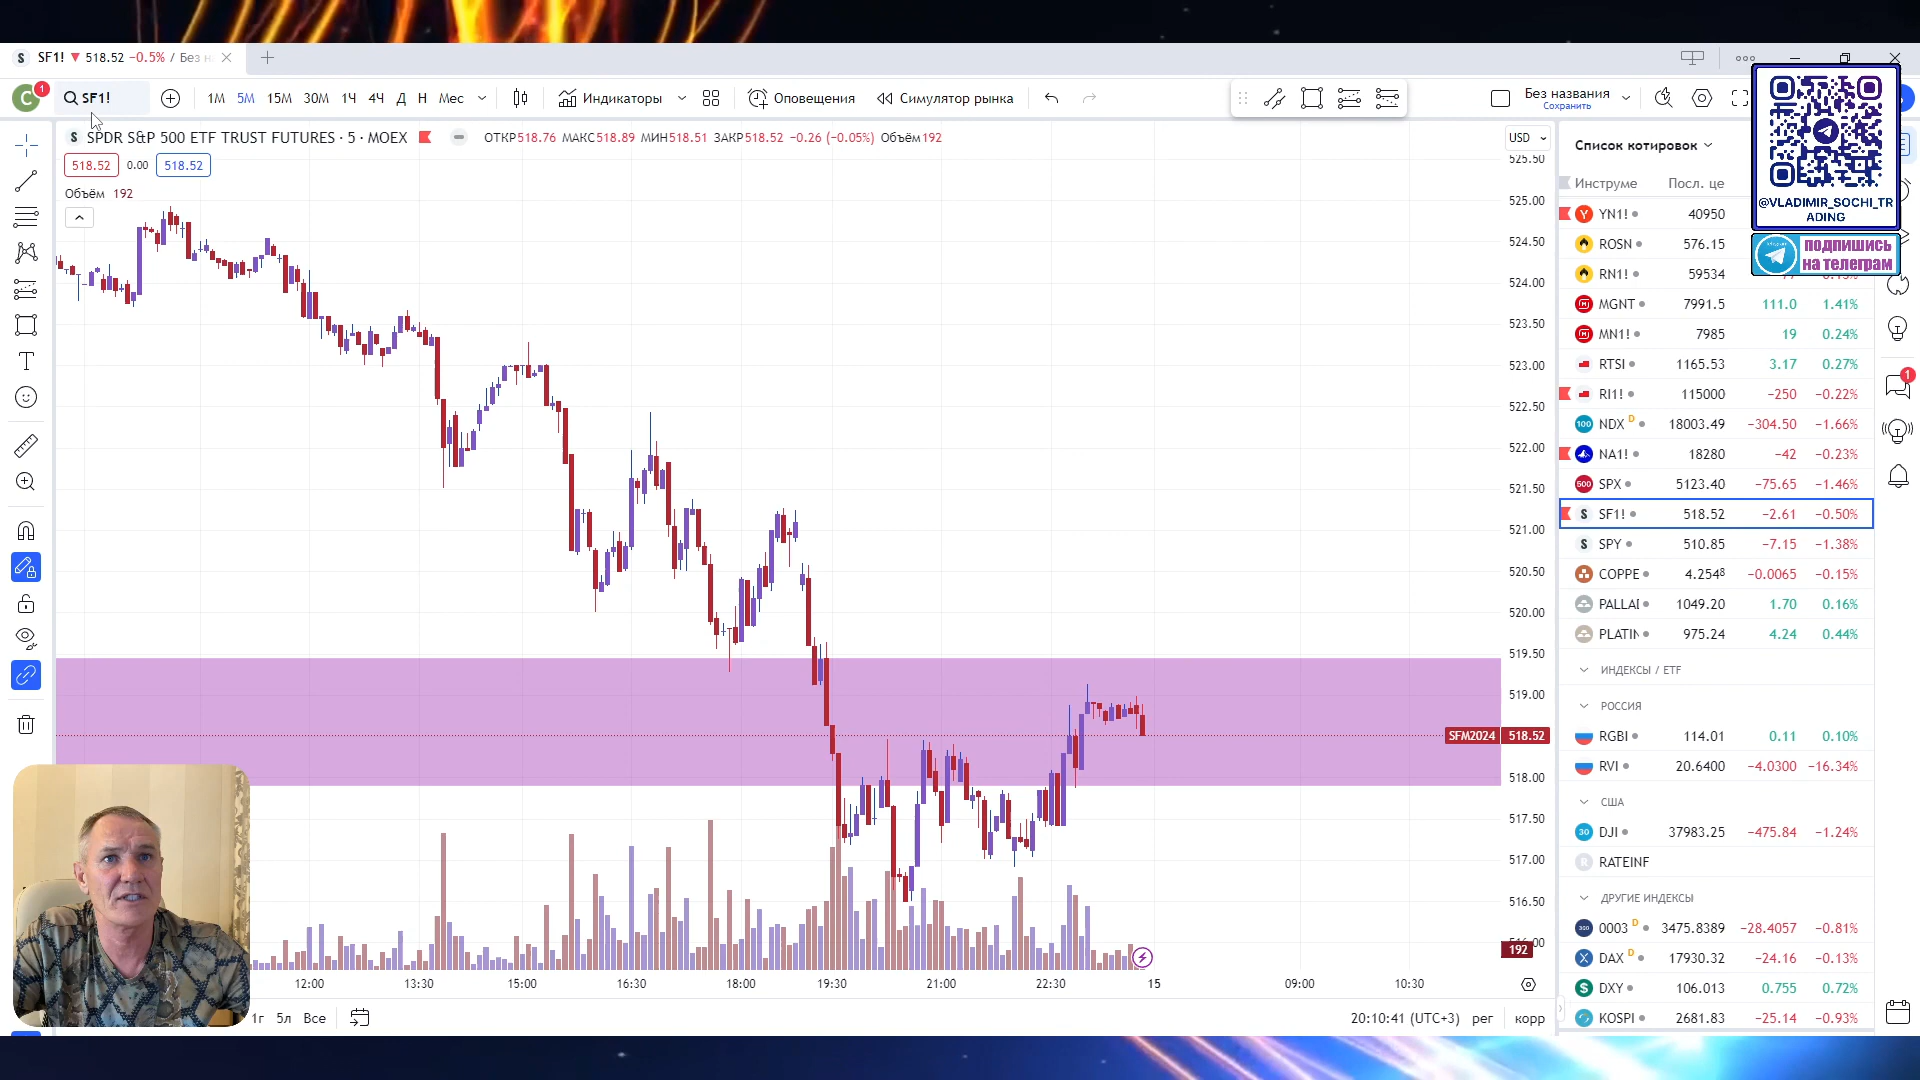 SF1! ▼ 518.52 −0.5% / Без н
C 1 SF1! 1М 5М 15М 30М 1Ч 4Ч Д Н Мес Индикаторы Оповещения Симулятор рынка Без названия
Сохранить
SPDR S&P 500 ETF TRUST FUTURES · 5 · MOEX ОТКР518.76 МАКС518.89 МИН518.51 ЗАКР518.52 −0.26 (−0.05%) Объём192
518.52 0.00 518.52
Объём 192
USD
525.50
525.00
524.50
524.00
523.50
523.00
522.50
522.00
521.50
521.00
520.50
520.00
519.50
519.00
SFM2024 518.52
518.00
517.50
517.00
516.50
192
12:00 13:30 15:00 16:30 18:00 19:30 21:00 22:30 15 09:00 10:30
1г 5л Все 20:10:41 (UTC+3) рег корр
Список котировок
Инструме Посл. це
YN1! 40950
ROSN 576.15
RN1! 59534
MGNT 7991.5 111.0 1.41%
MN1! 7985 19 0.24%
RTSI 1165.53 3.17 0.27%
RI1! 115000 −250 −0.22%
100 NDX D 18003.49 −304.50 −1.66%
NA1! 18280 −42 −0.23%
500 SPX 5123.40 −75.65 −1.46%
S SF1! 518.52 −2.61 −0.50%
S SPY 510.85 −7.15 −1.38%
COPPE 4.254⁸ −0.0065 −0.15%
PALLAI 1049.20 1.70 0.16%
PLATIN 975.24 4.24 0.44%
ИНДЕКСЫ / ETF
РОССИЯ
RGBI 114.01 0.11 0.10%
RVI 20.6400 −4.0300 −16.34%
США
30 DJI 37983.25 −475.84 −1.24%
R RATEINF
ДРУГИЕ ИНДЕКСЫ
300 0003 D 3475.8389 −28.4057 −0.81%
X DAX D 17930.32 −24.16 −0.13%
$ DXY 106.013 0.755 0.72%
KOSPI 2681.83 −25.14 −0.93%
@VLADIMIR_SOCHI_TR
ADING
подпишись
на телеграм
1